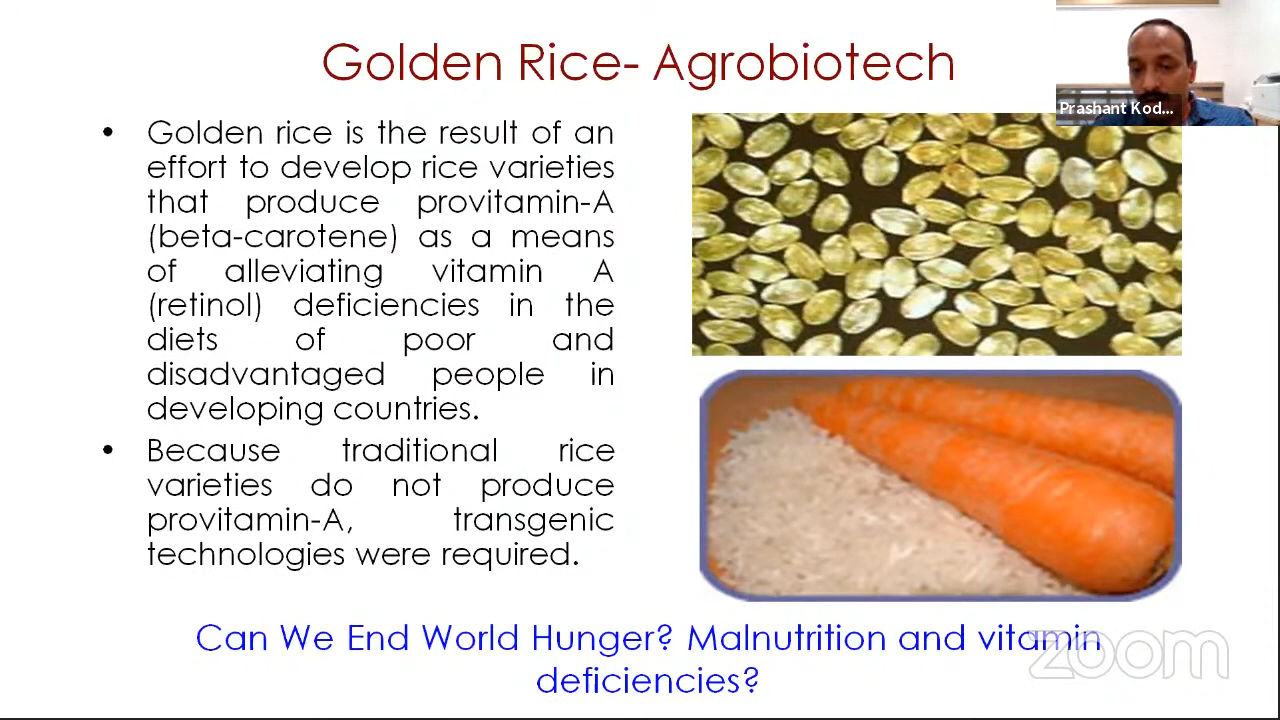 Golden Rice- Agrobiotech
Prashant Kod...
• Golden rice is the result of an
effort to develop rice varieties
that produce provitamin-A
(beta-carotene) as a means
of alleviating vitamin A
(retinol) deficiencies in the
diets of poor and
disadvantaged people in
developing countries.
• Because traditional rice
varieties do not produce
provitamin-A, transgenic
technologies were required.
Can We End World Hunger? Malnutrition and vitamin
deficiencies?
zoom